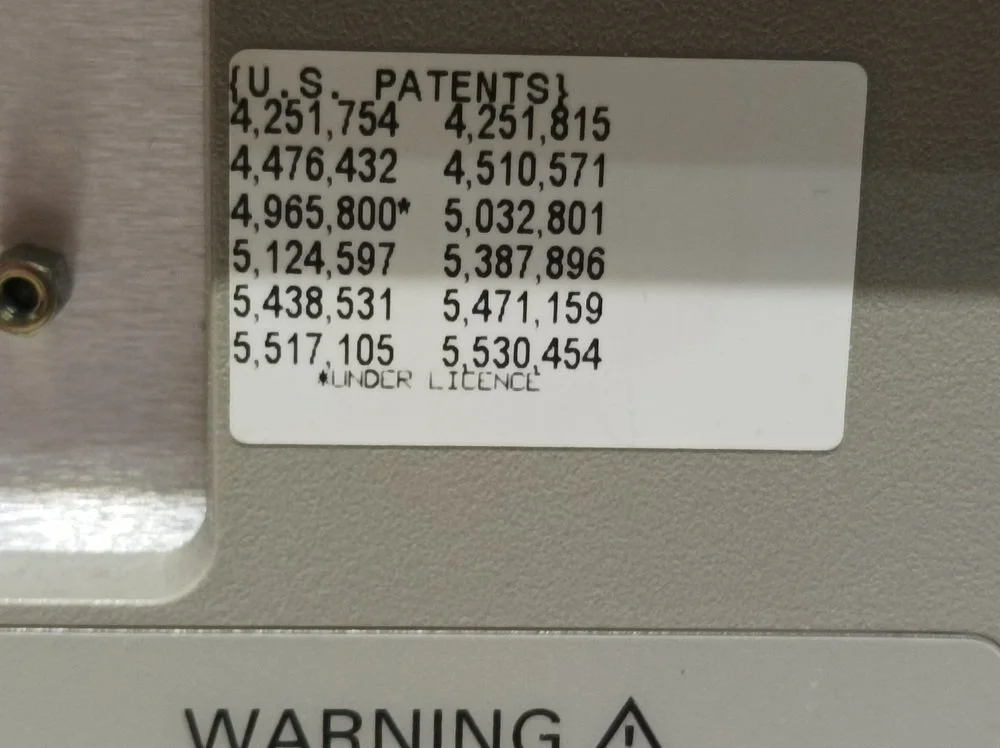 {U.S. PATENTS}
4,251,754 4,251,815
4,476,432 4,510,571
4,965,800* 5,032,801
5,124,597 5,387,896
5,438,531 5,471,159
5,517,105 5,530,454
*UNDER LICENCE
WARNING